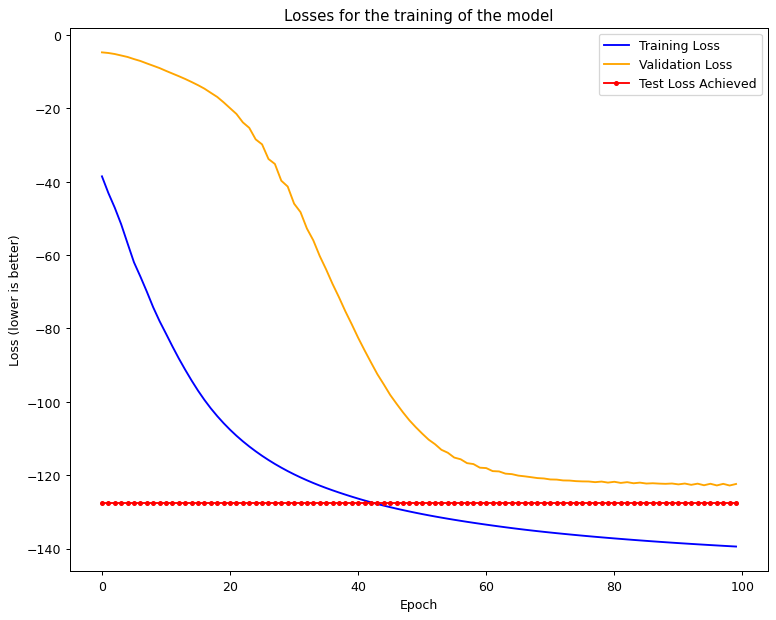 Losses for the training of the model
Training Loss
Validation Loss
Test Loss Achieved
Loss (lower is better)
0
−20
−40
−60
−80
−100
−120
−140
0
20
40
60
80
100
Epoch